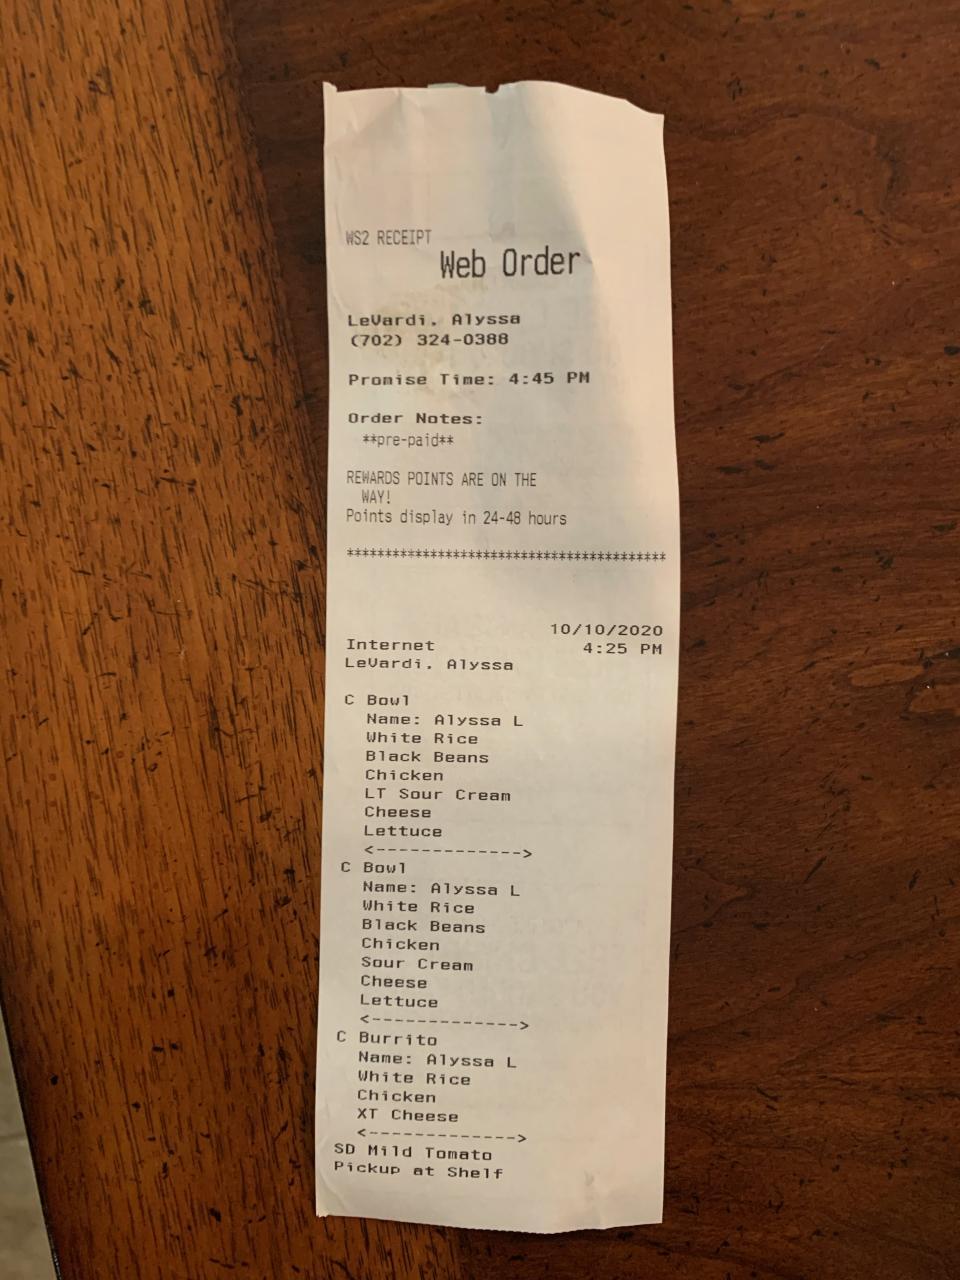 WS2 RECEIPT
Web Order
LeVardi, Alyssa
(702) 324-0388
Promise Time: 4:45 PM
Order Notes:
**pre-paid**
REWARDS POINTS ARE ON THE
WAY!
Points display in 24-48 hours
******************************************
10/10/2020
Internet 4:25 PM
LeVardi, Alyssa
C Bowl
Name: Alyssa L
White Rice
Black Beans
Chicken
LT Sour Cream
Cheese
Lettuce
<------------->
C Bowl
Name: Alyssa L
White Rice
Black Beans
Chicken
Sour Cream
Cheese
Lettuce
<------------->
C Burrito
Name: Alyssa L
White Rice
Chicken
XT Cheese
<------------->
SD Mild Tomato
Pickup at Shelf